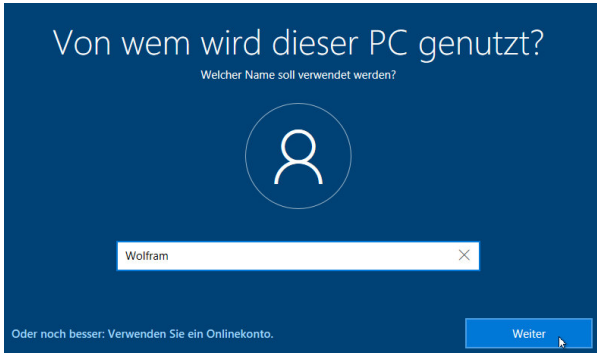 Von wem wird dieser PC genutzt?
Welcher Name soll verwendet werden?
Wolfram
Oder noch besser: Verwenden Sie ein Onlinekonto.
Weiter